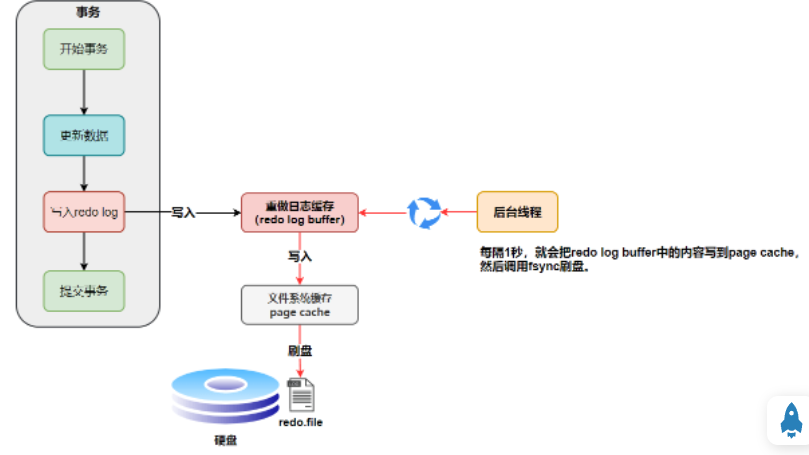 事务
开始事务
更新数据
写入redo log
提交事务
写入
重做日志缓存
(redo log buffer)
写入
文件系统缓存
page cache
刷盘
redo.file
硬盘
后台线程
每隔1秒，就会把redo log buffer中的内容写到page cache，
然后调用fsync刷盘。